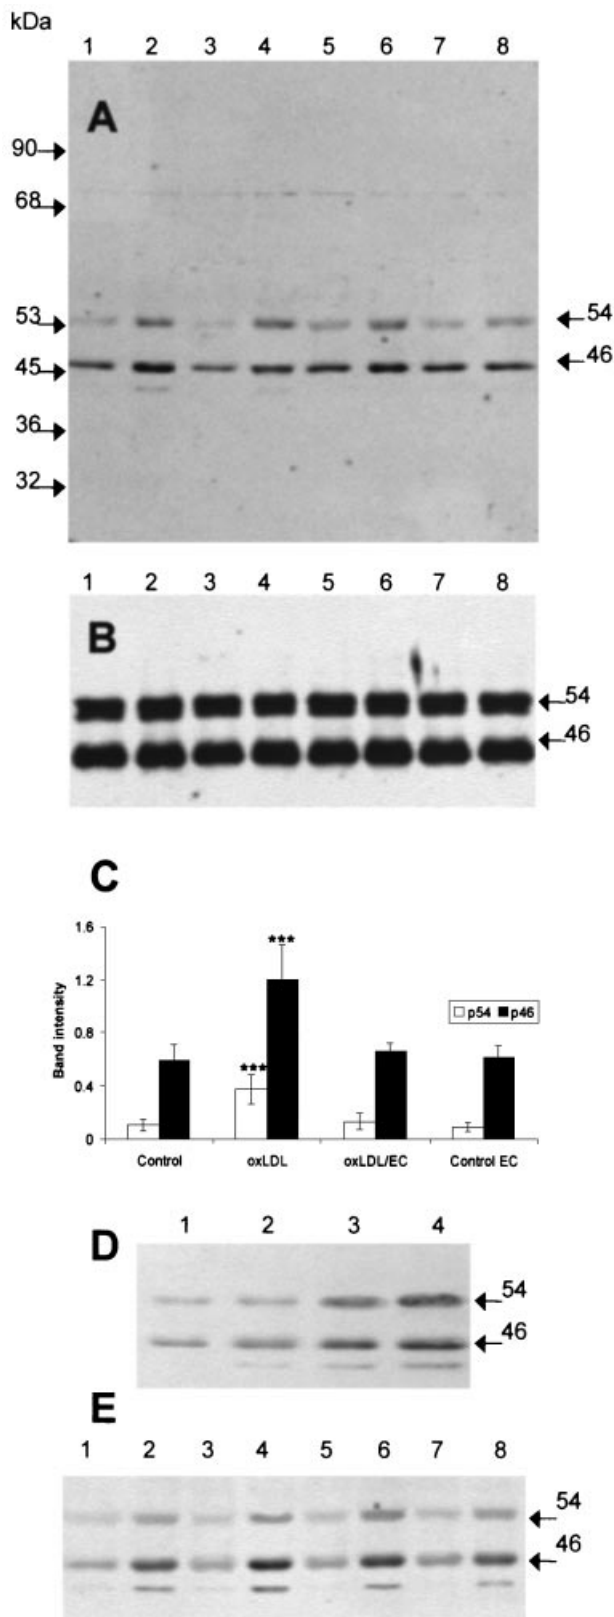 kDa
1 2 3 4 5 6 7 8
A
90
68
53 54
45 46
36
32
1 2 3 4 5 6 7 8
B
54
46
C
1.6
***
1.2
p54 p46
Band intensity
0.8
***
0.4
0
Control oxLDL oxLDL/EC Control EC
1 2 3 4
D
54
46
E
1 2 3 4 5 6 7 8
54
46